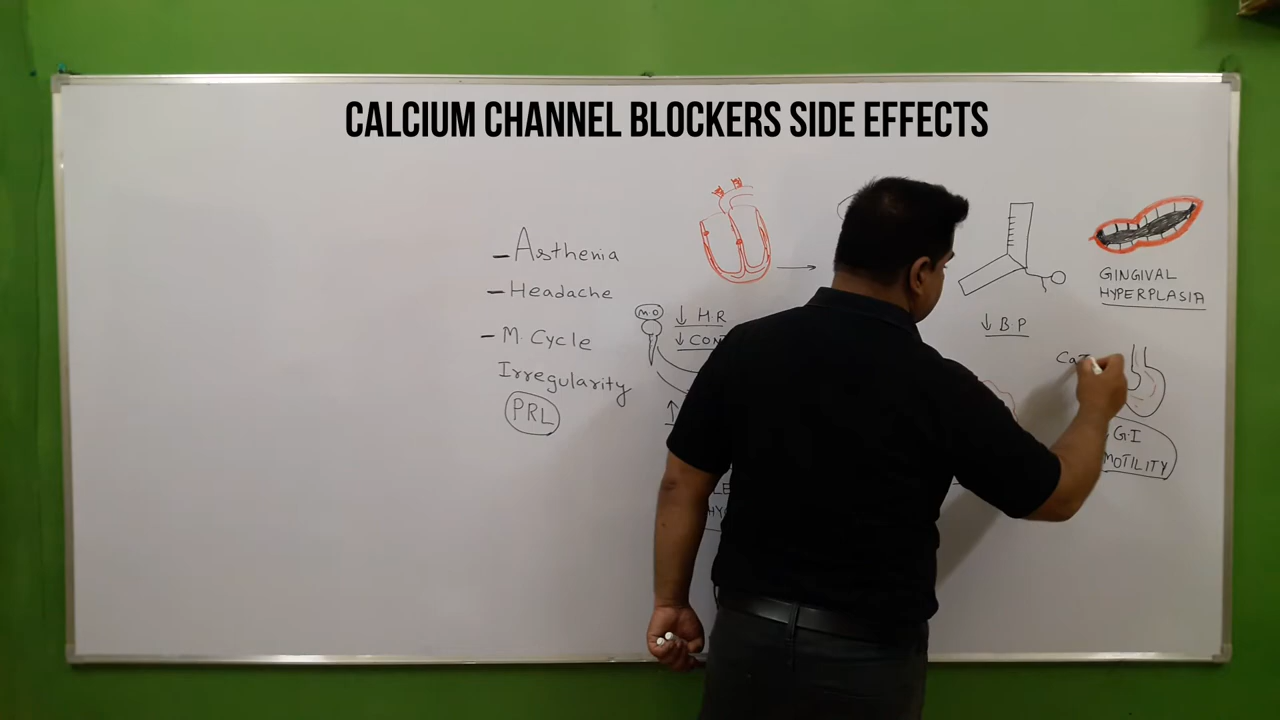 CALCIUM CHANNEL BLOCKERS SIDE EFFECTS
- Asthenia
- Headache
- M. Cycle
Irregularity
PRL
M.O
↓ H.R
↑
↓ B.P
GINGIVAL
HYPERPLASIA
G.I
MOTILITY